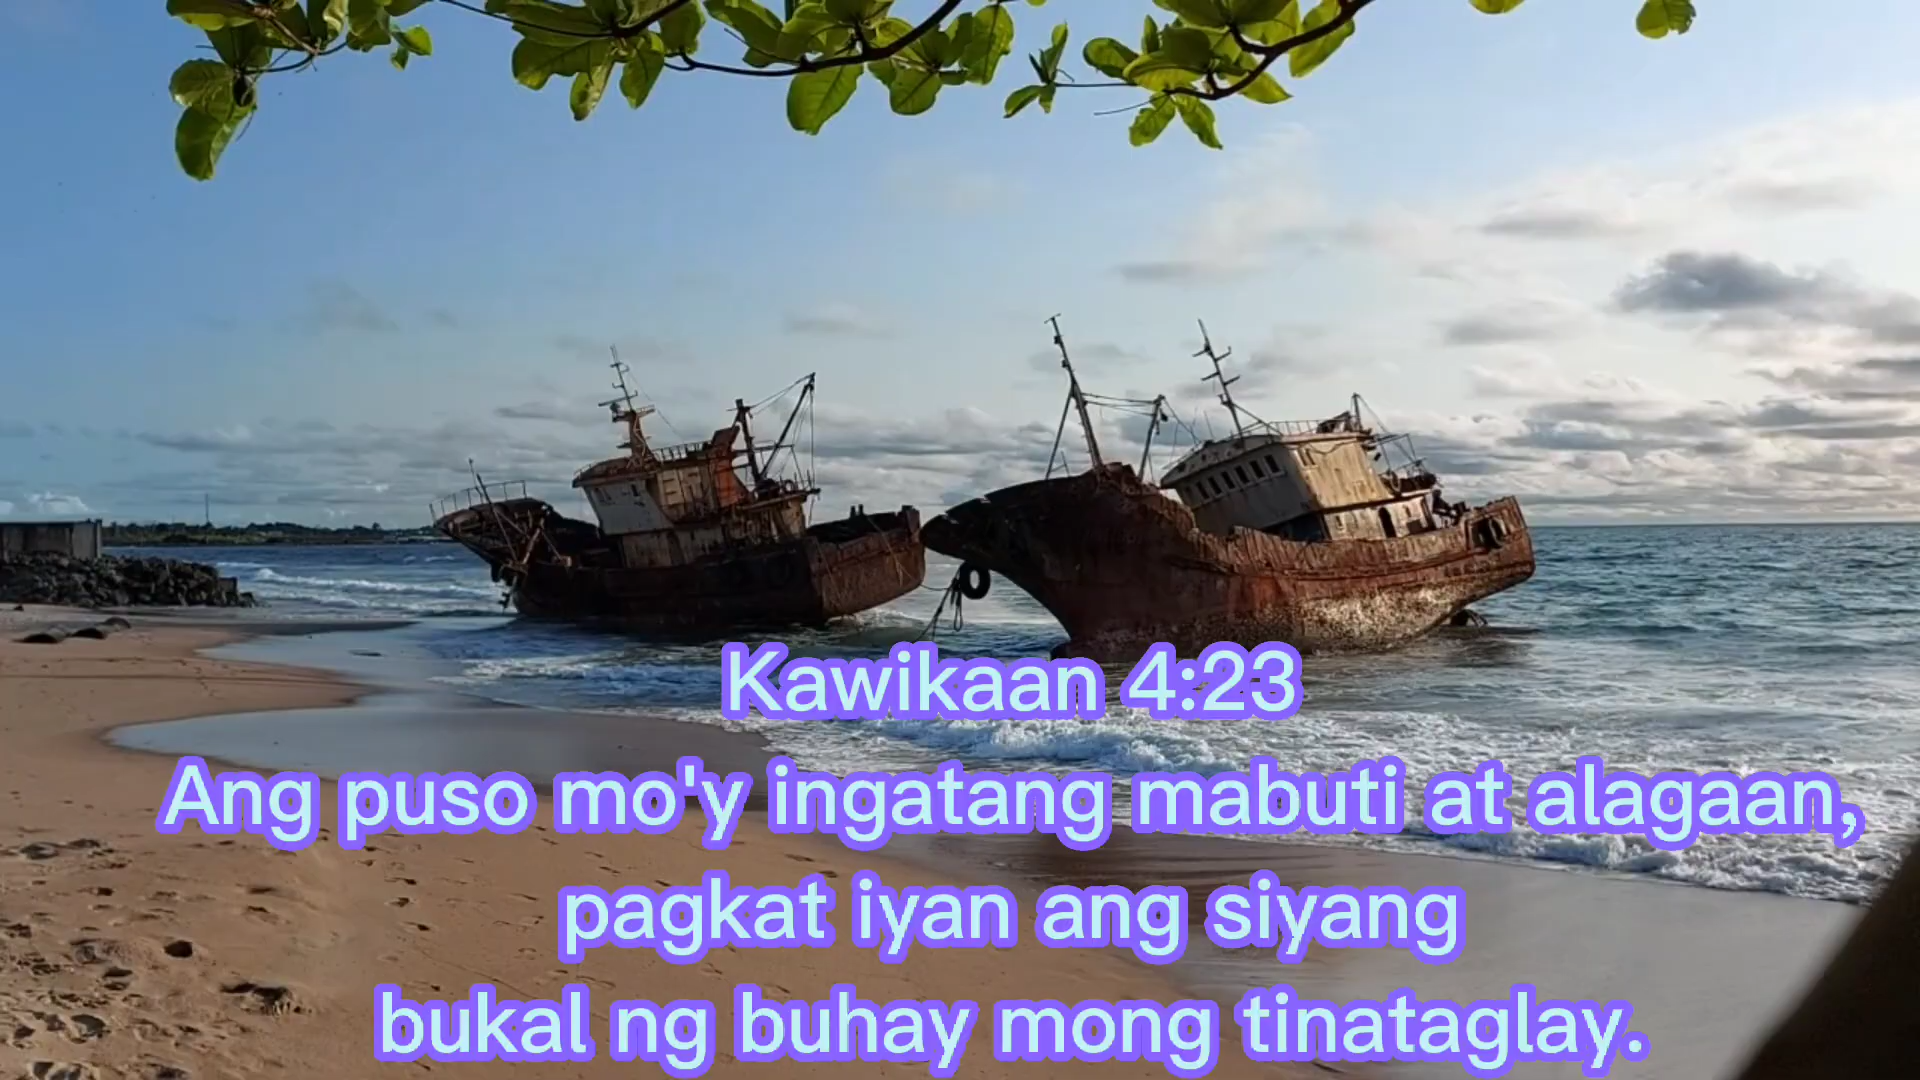 Kawikaan 4:23
Ang puso mo'y ingatang mabuti at alagaan,
pagkat iyan ang siyang
bukal ng buhay mong tinataglay.